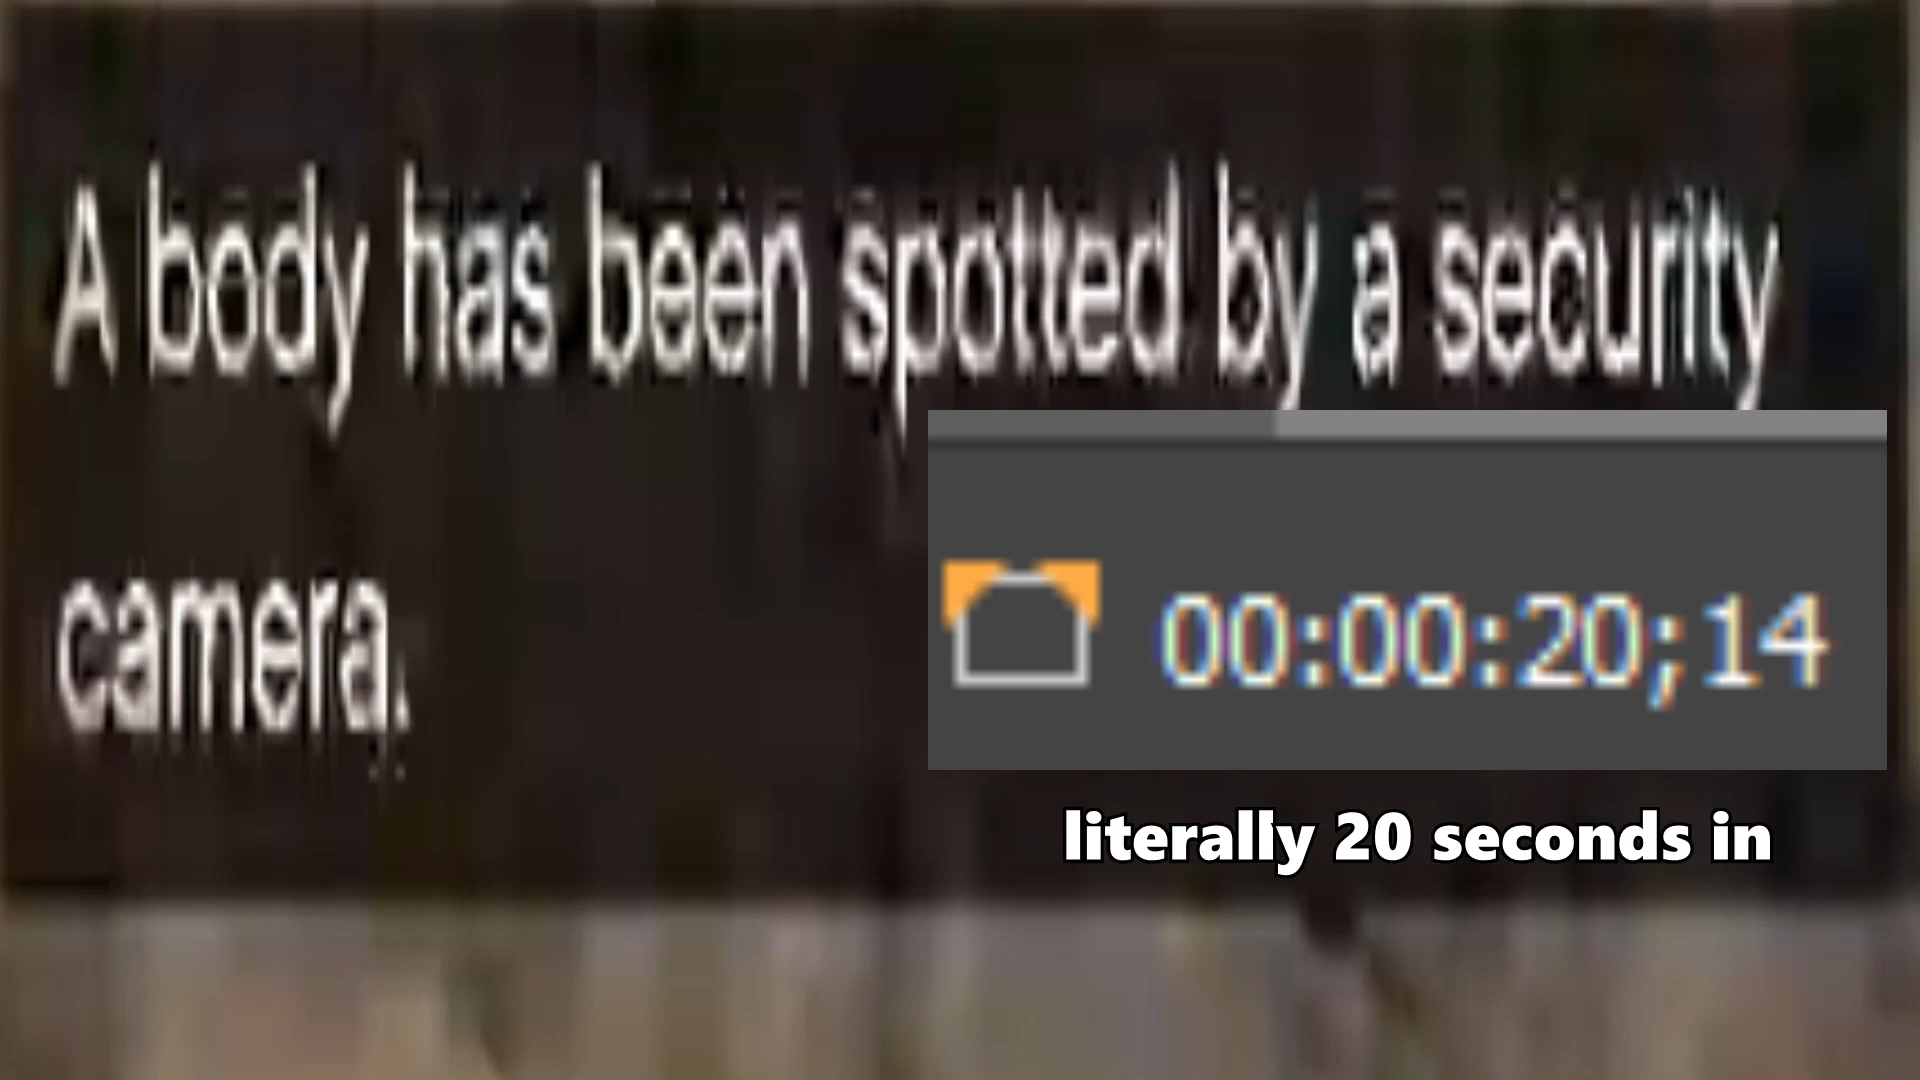 A body has been spotted by a security
camera.
00:00:20;14
literally 20 seconds in